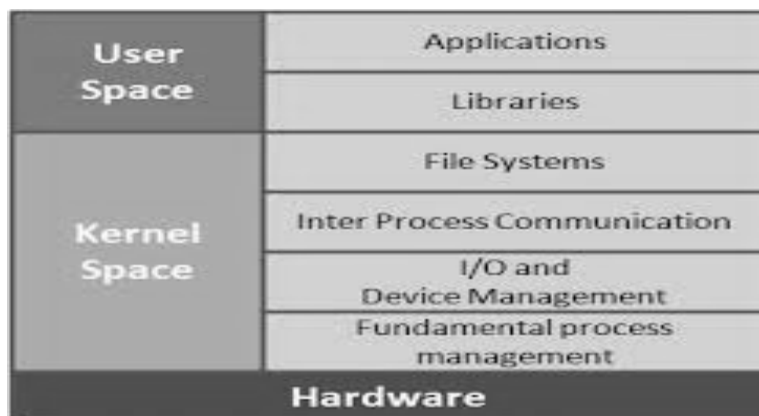 User
Space
Applications
Libraries
Kernel
Space
File Systems
Inter Process Communication
I/O and
Device Management
Fundamental process
management
Hardware